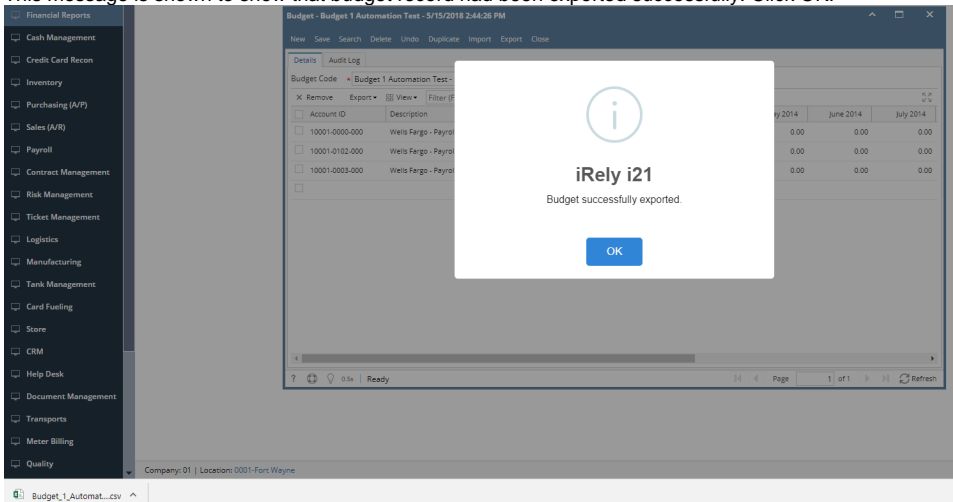 This message is shown to show that budget record had been exported successfully. Click OK.
Financial Reports
Cash Management
Credit Card Recon
Inventory
Purchasing (A/P)
Sales (A/R)
Payroll
Contract Management
Risk Management
Ticket Management
Logistics
Manufacturing
Tank Management
Card Fueling
Store
CRM
Help Desk
Document Management
Transports
Meter Billing
Quality
Budget - Budget 1 Automation Test - 5/15/2018 2:44:26 PM
New Save Search Delete Undo Duplicate Import Export Close
Details Audit Log
Budget Code Budget 1 Automation Test -
Remove Export View Filter (F
Account ID Description ay 2014 June 2014 July 2014
10001-0000-000 Wells Fargo - Payrol 0.00 0.00 0.00
10001-0102-000 Wells Fargo - Payrol 0.00 0.00 0.00
10001-0003-000 Wells Fargo - Payrol 0.00 0.00 0.00
iRely i21
Budget successfully exported.
OK
? 0.5x Ready Page 1 of 1 Refresh
Company: 01 | Location: 0001-Fort Wayne
Budget_1_Automat....csv